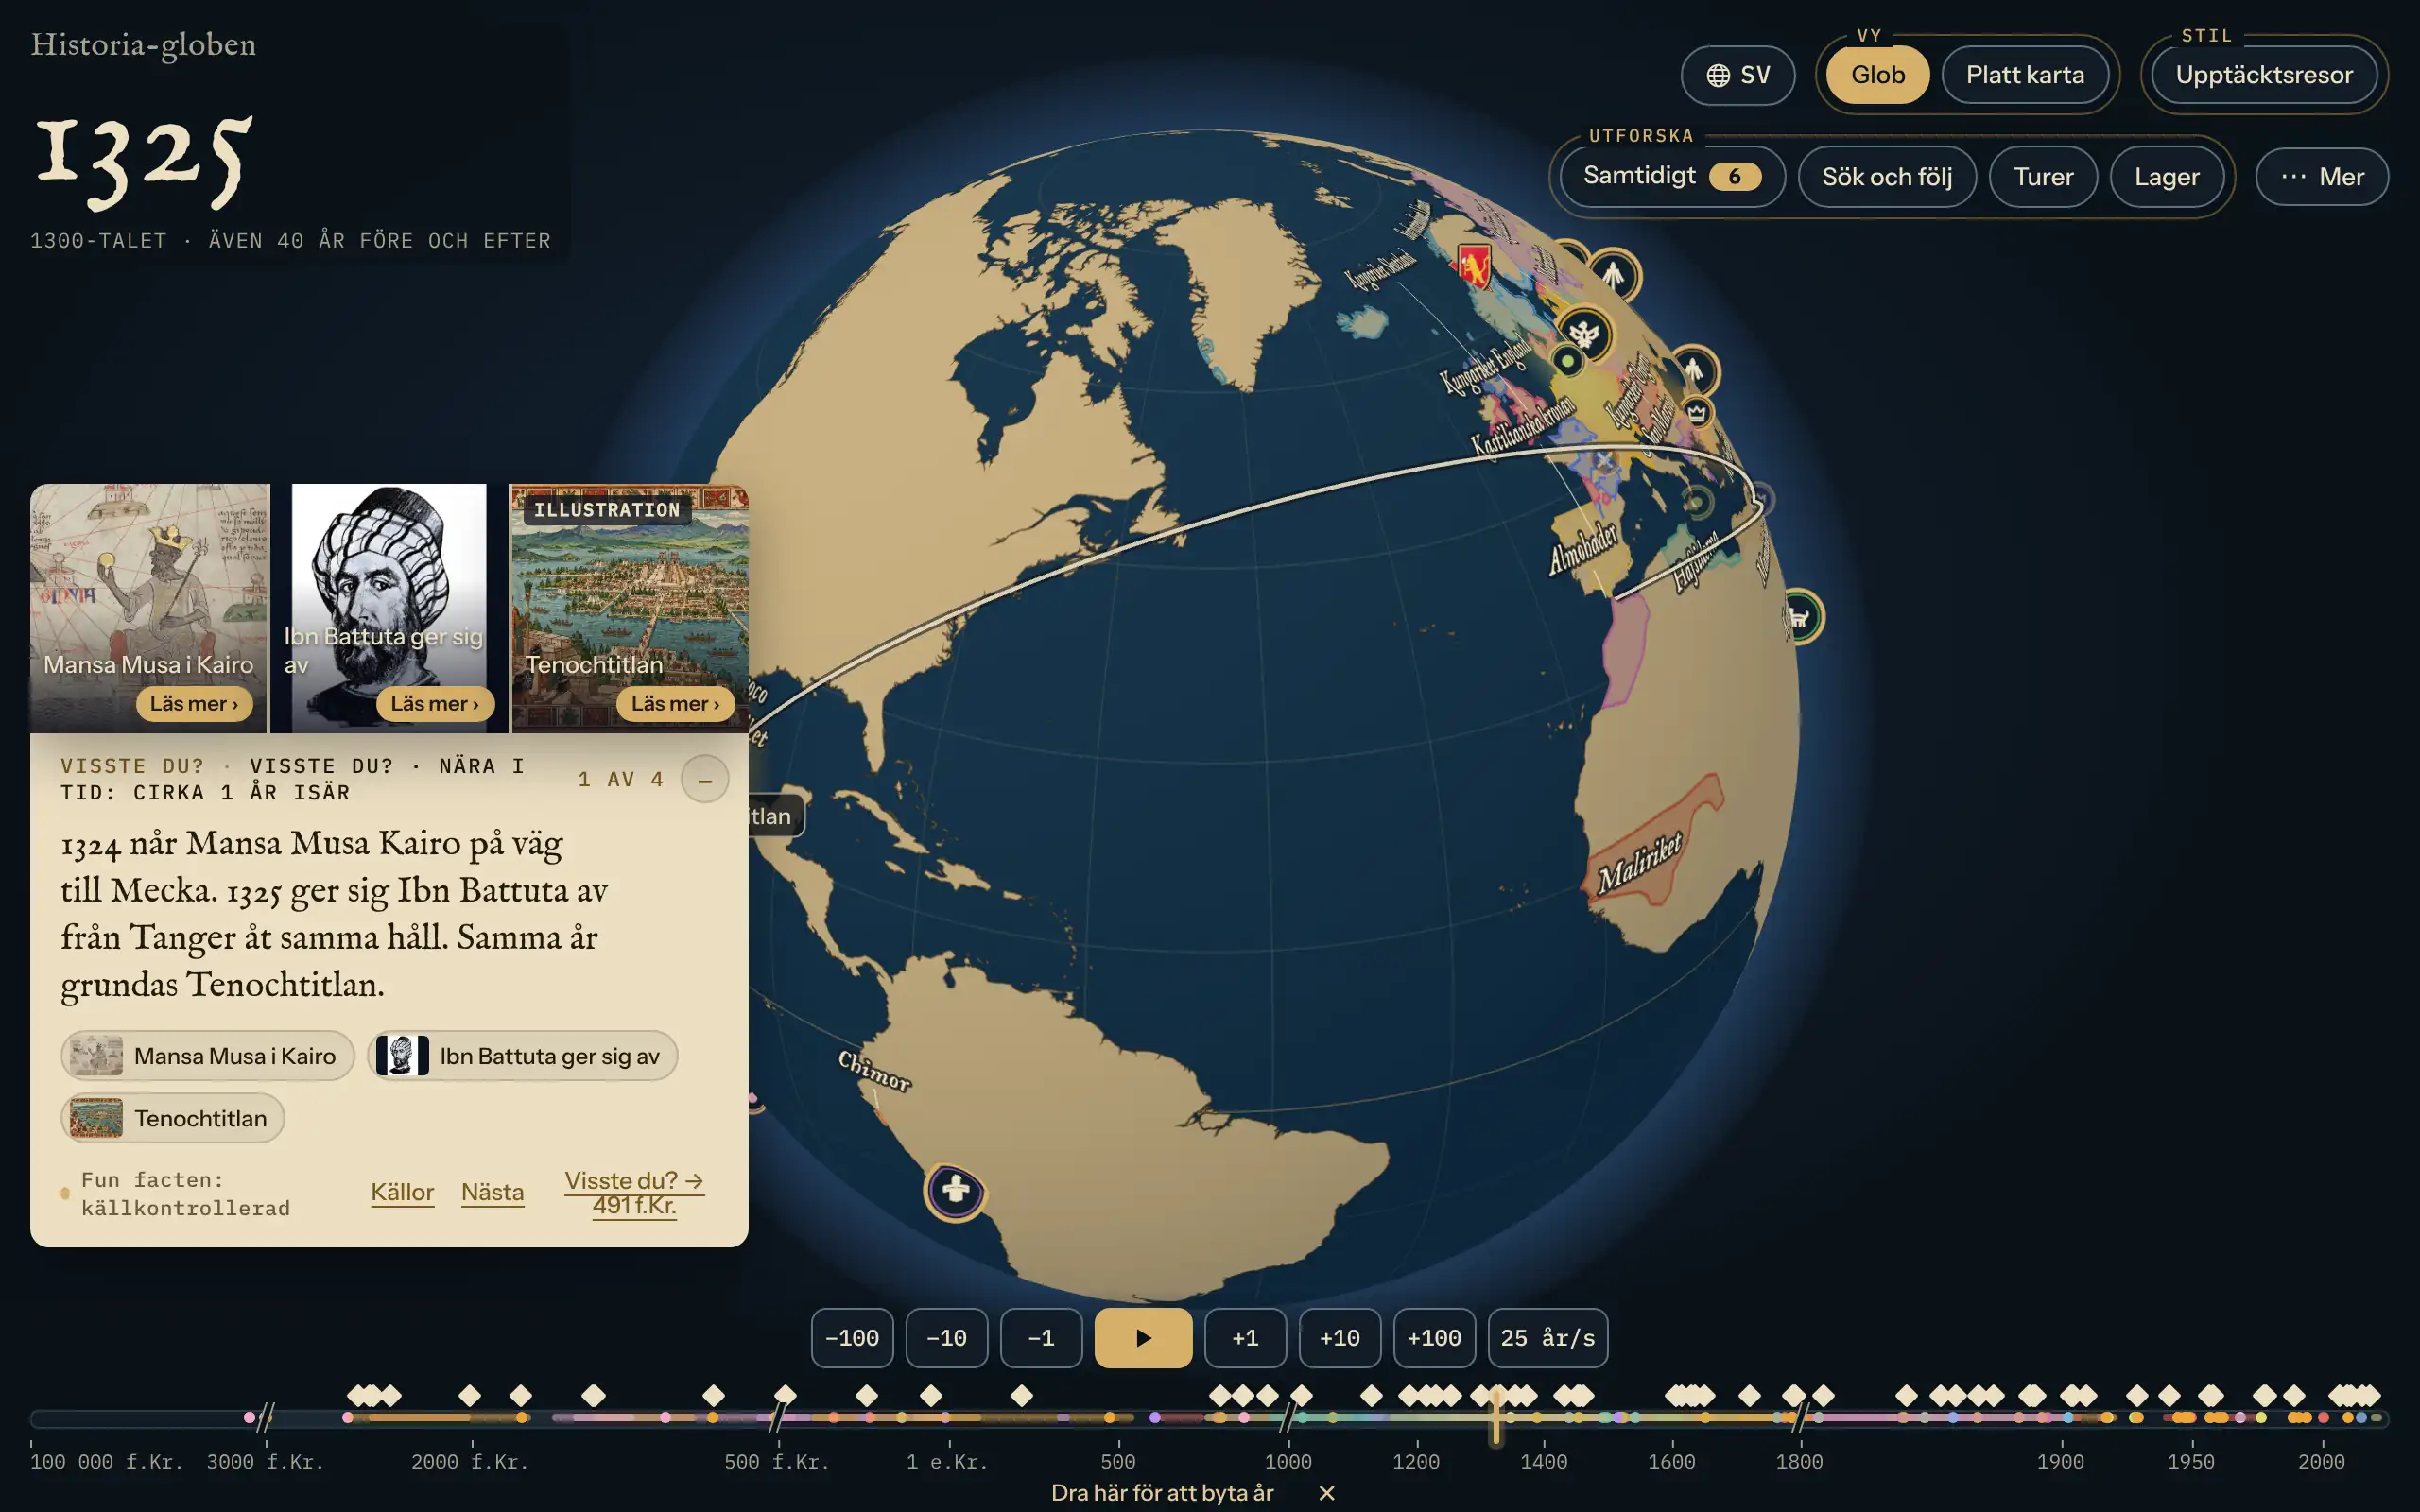 Historia-globen
1325
1300-TALET · ÄVEN 40 ÅR FÖRE OCH EFTER
SV
VY
Glob
Platt karta
STIL
Upptäcktsresor
UTFORSKA
Samtidigt 6
Sök och följ
Turer
Lager
··· Mer
Kungariket England
Kastilianska kronan
Almohader
Maliriket
Chimor
ILLUSTRATION
Mansa Musa i Kairo
Läs mer ›
Ibn Battuta ger sig
av
Läs mer ›
Tenochtitlan
Läs mer ›
VISSTE DU? · VISSTE DU? · NÄRA I
TID: CIRKA 1 ÅR ISÄR
1 AV 4
–
1324 når Mansa Musa Kairo på väg
till Mecka. 1325 ger sig Ibn Battuta av
från Tanger åt samma håll. Samma år
grundas Tenochtitlan.
Mansa Musa i Kairo
Ibn Battuta ger sig av
Tenochtitlan
Fun facten:
källkontrollerad
Källor
Nästa
Visste du? →
491 f.Kr.
itlan
−100
−10
−1
+1
+10
+100
25 år/s
100 000 f.Kr.
3000 f.Kr.
2000 f.Kr.
500 f.Kr.
1 e.Kr.
500
1000
1200
1400
1600
1800
1900
1950
2000
Dra här för att byta år ×